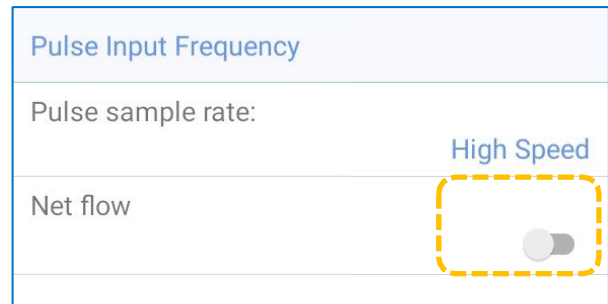 Pulse Input Frequency
Pulse sample rate:
High Speed
Net flow